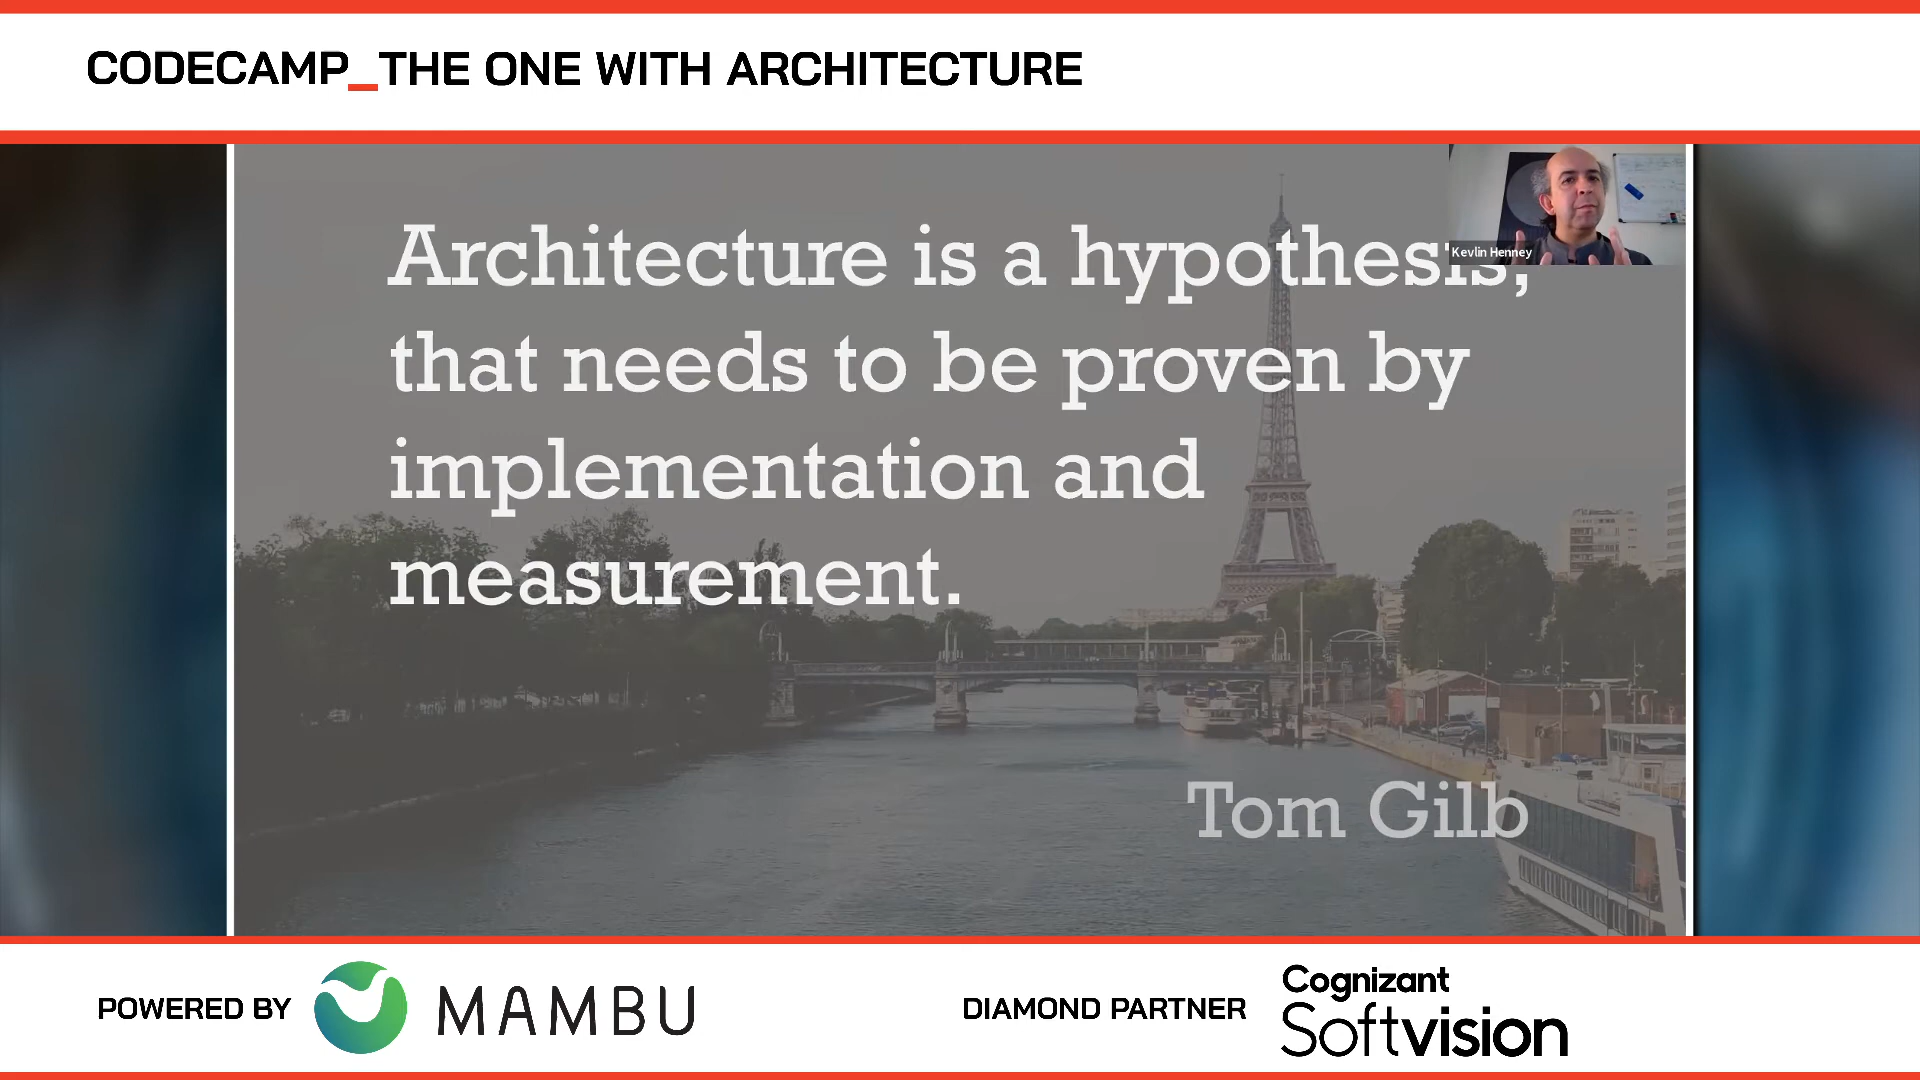 CODECAMP_THE ONE WITH ARCHITECTURE
Architecture is a hypothesis,
that needs to be proven by
implementation and
measurement.
Kevlin Henney
Tom Gilb
POWERED BY
MAMBU
DIAMOND PARTNER
Cognizant
Softvision